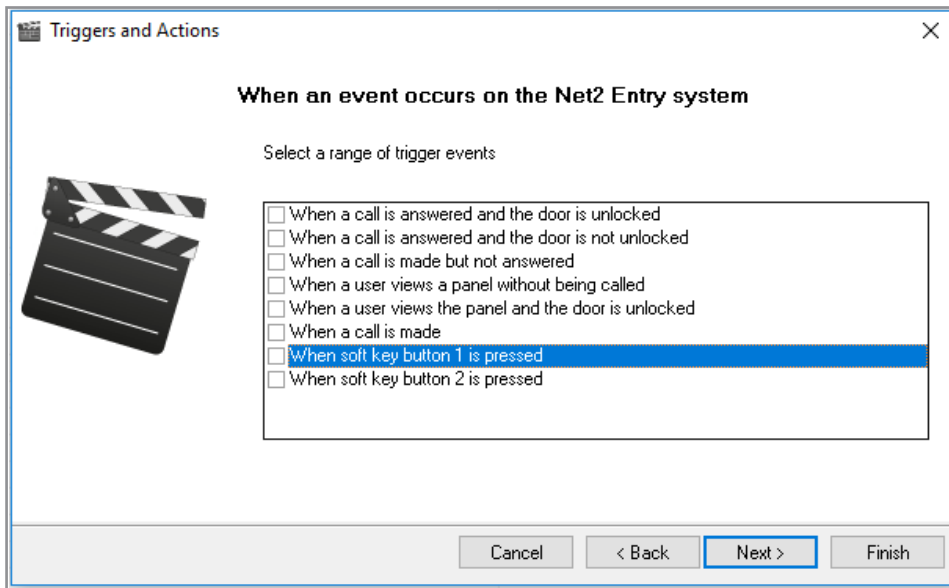 Triggers and Actions
When an event occurs on the Net2 Entry system
Select a range of trigger events
When a call is answered and the door is unlocked
When a call is answered and the door is not unlocked
When a call is made but not answered
When a user views a panel without being called
When a user views the panel and the door is unlocked
When a call is made
When soft key button 1 is pressed
When soft key button 2 is pressed
Cancel < Back Next > Finish